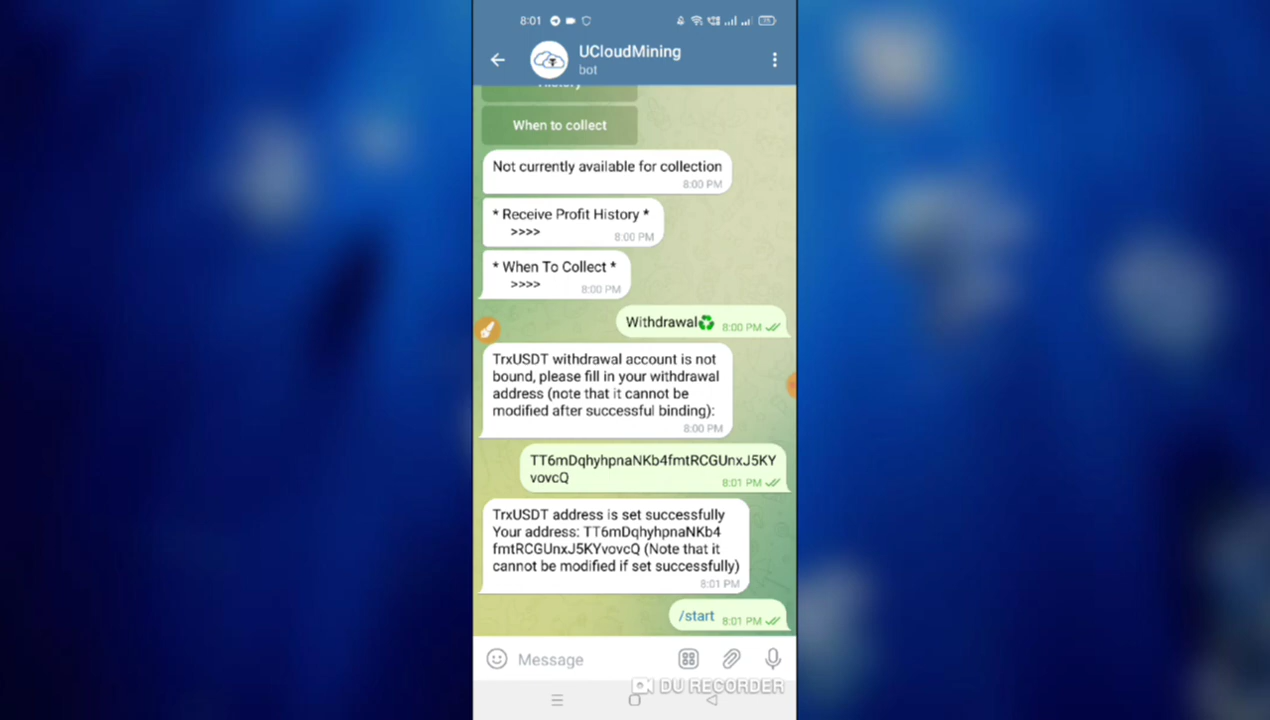 8:01
UCloudMining
bot
History
When to collect
Not currently available for collection
8:00 PM
* Receive Profit History *
>>>>
8:00 PM
* When To Collect *
>>>>
8:00 PM
Withdrawal♻
8:00 PM
TrxUSDT withdrawal account is not
bound, please fill in your withdrawal
address (note that it cannot be
modified after successful binding):
8:00 PM
TT6mDqhyhpnaNKb4fmtRCGUnxJ5KY
vovcQ
8:01 PM
TrxUSDT address is set successfully
Your address: TT6mDqhyhpnaNKb4
fmtRCGUnxJ5KYvovcQ (Note that it
cannot be modified if set successfully)
8:01 PM
/start
8:01 PM
Message
DU RECORDER